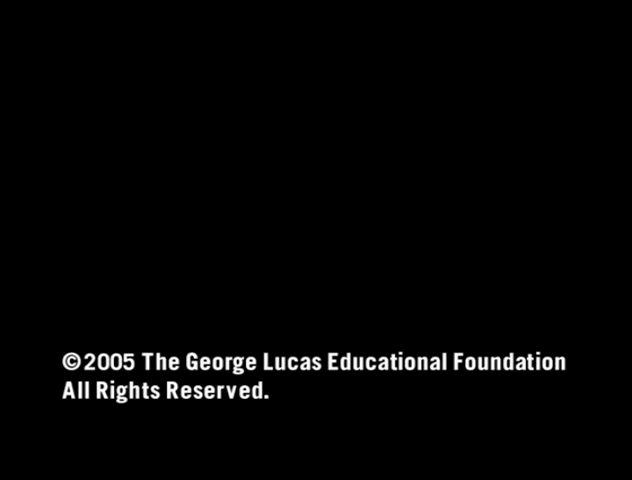 ©2005 The George Lucas Educational Foundation
All Rights Reserved.